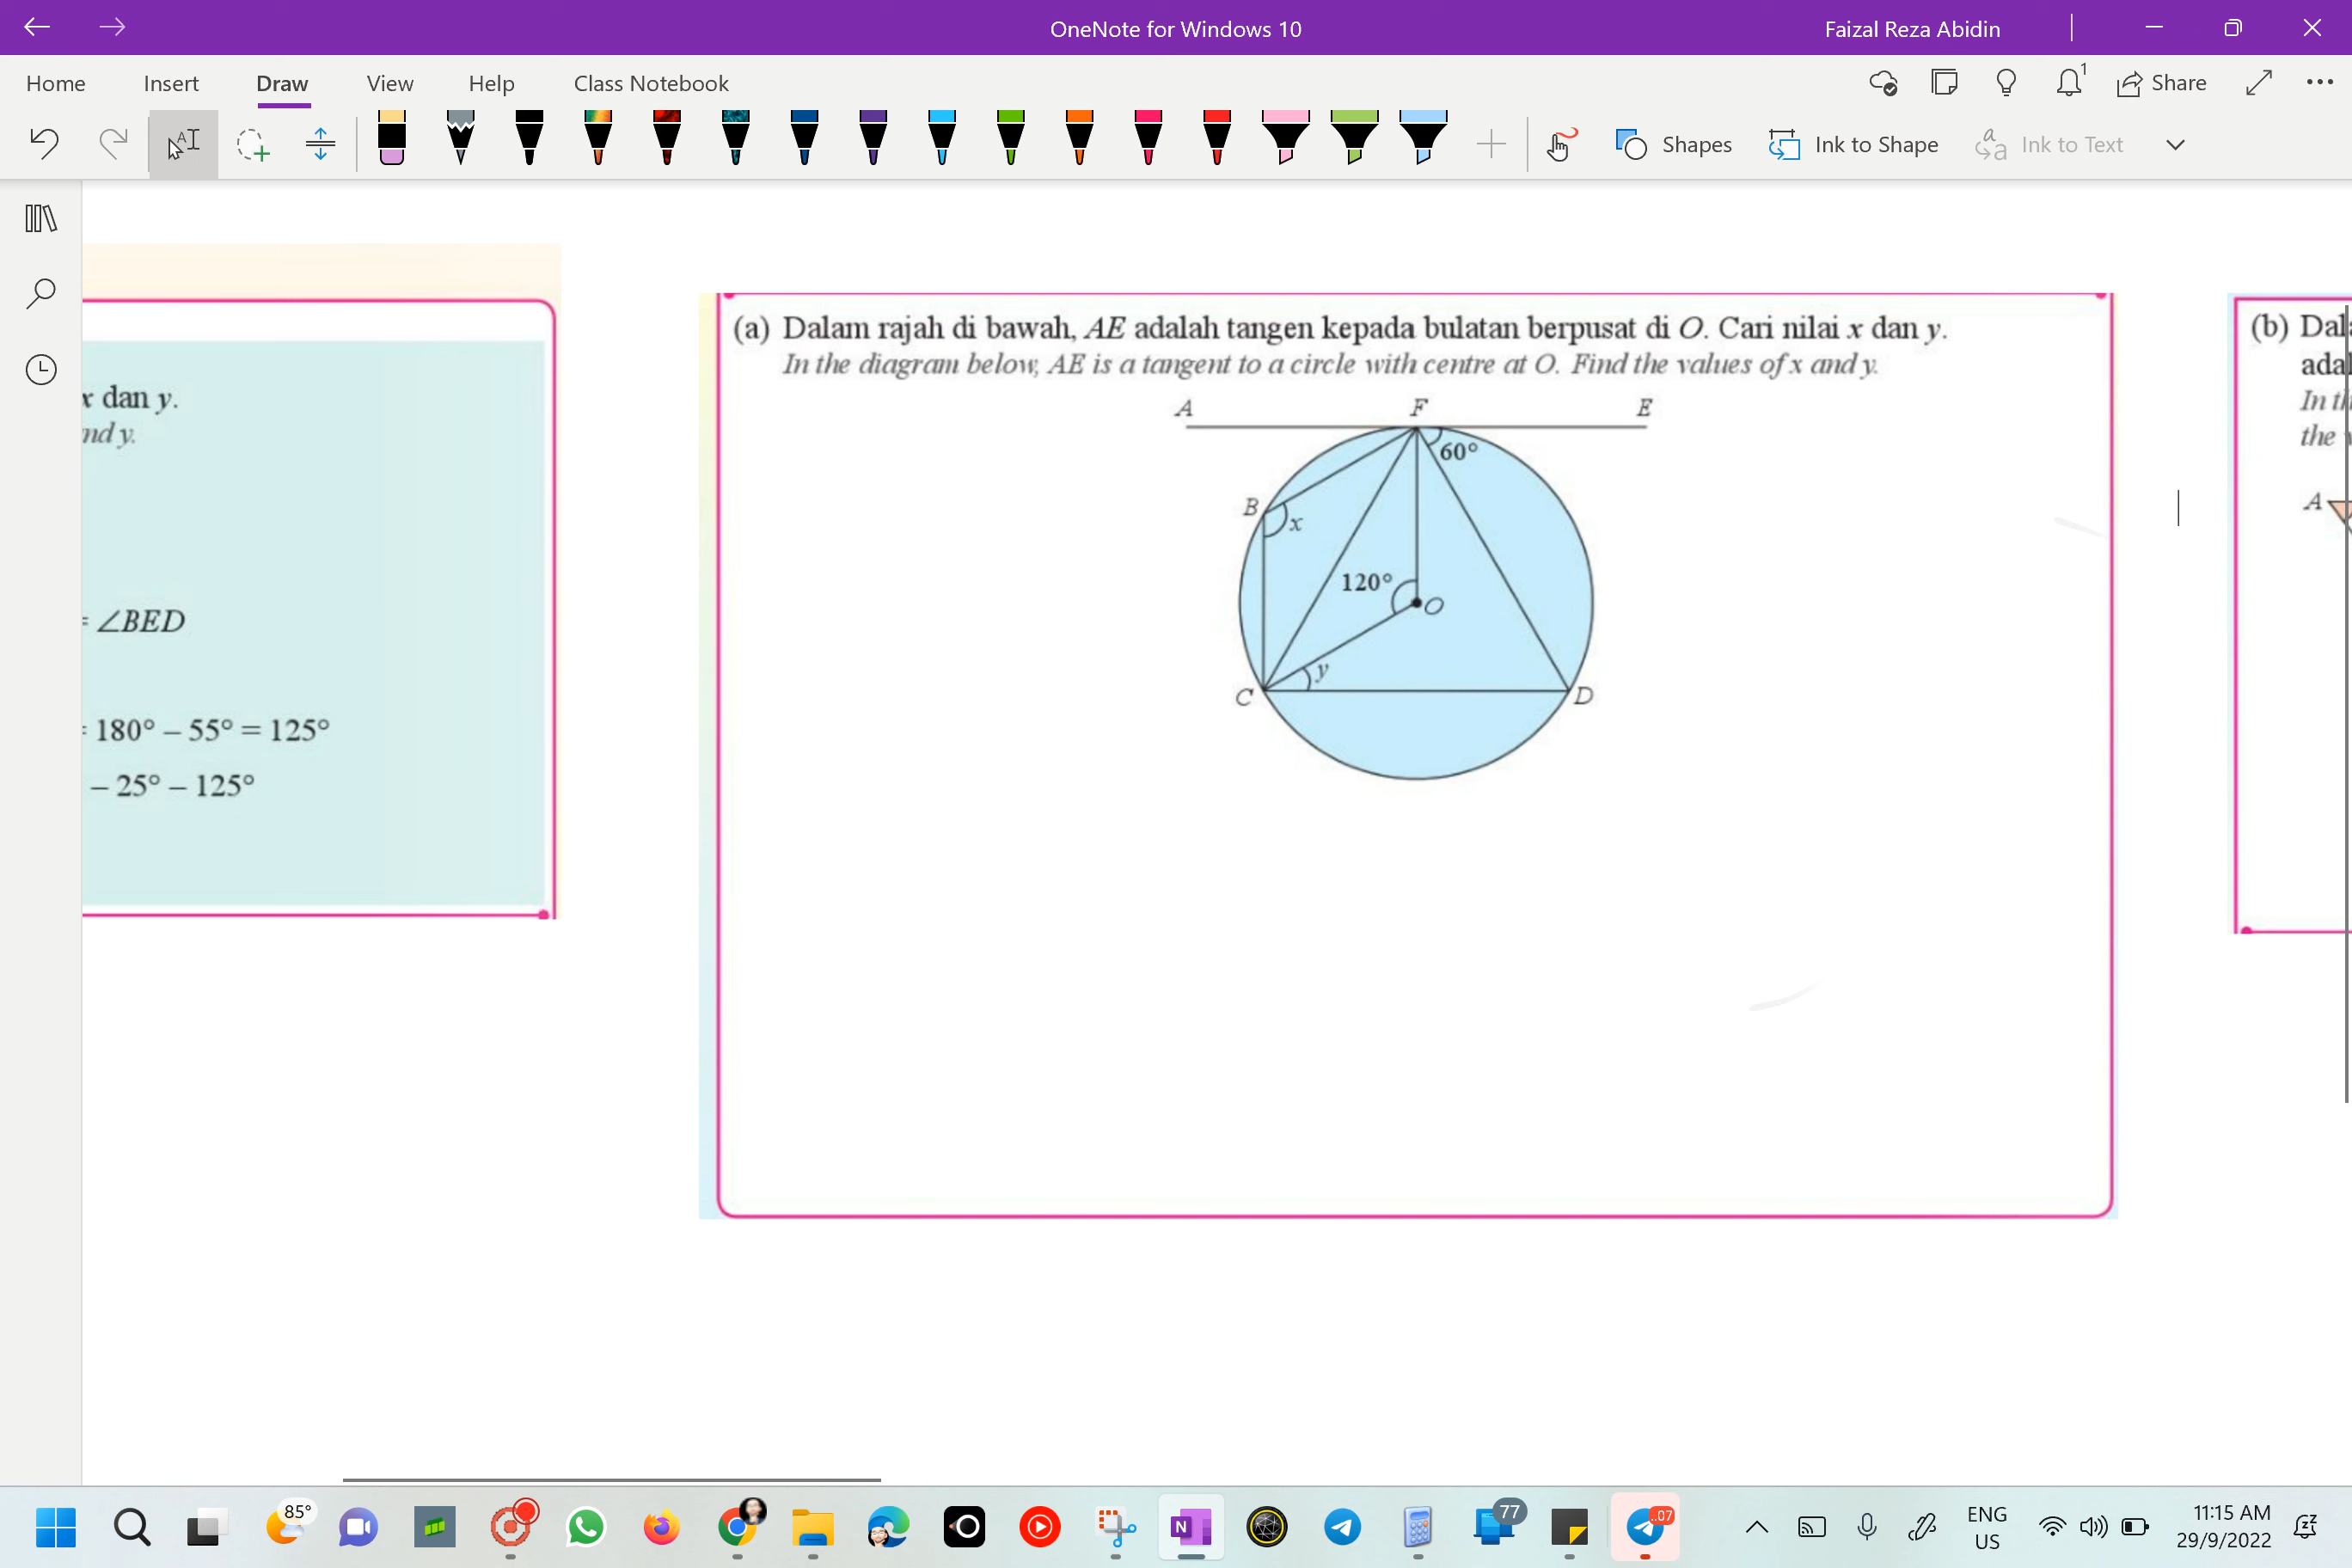 OneNote for Windows 10
Faizal Reza Abidin
Home Insert Draw View Help Class Notebook
1
Share
Shapes
Ink to Shape
Ink to Text
x dan y.
nd y.
= ∠BED
= 180° – 55° = 125°
– 25° – 125°
(a) Dalam rajah di bawah, AE adalah tangen kepada bulatan berpusat di O. Cari nilai x dan y.
In the diagram below, AE is a tangent to a circle with centre at O. Find the values of x and y.
A F E
60°
B
x
120°
O
y
C D
(b) Dal
adal
In th
the
A
85°
77
..07
ENG
US
11:15 AM
29/9/2022